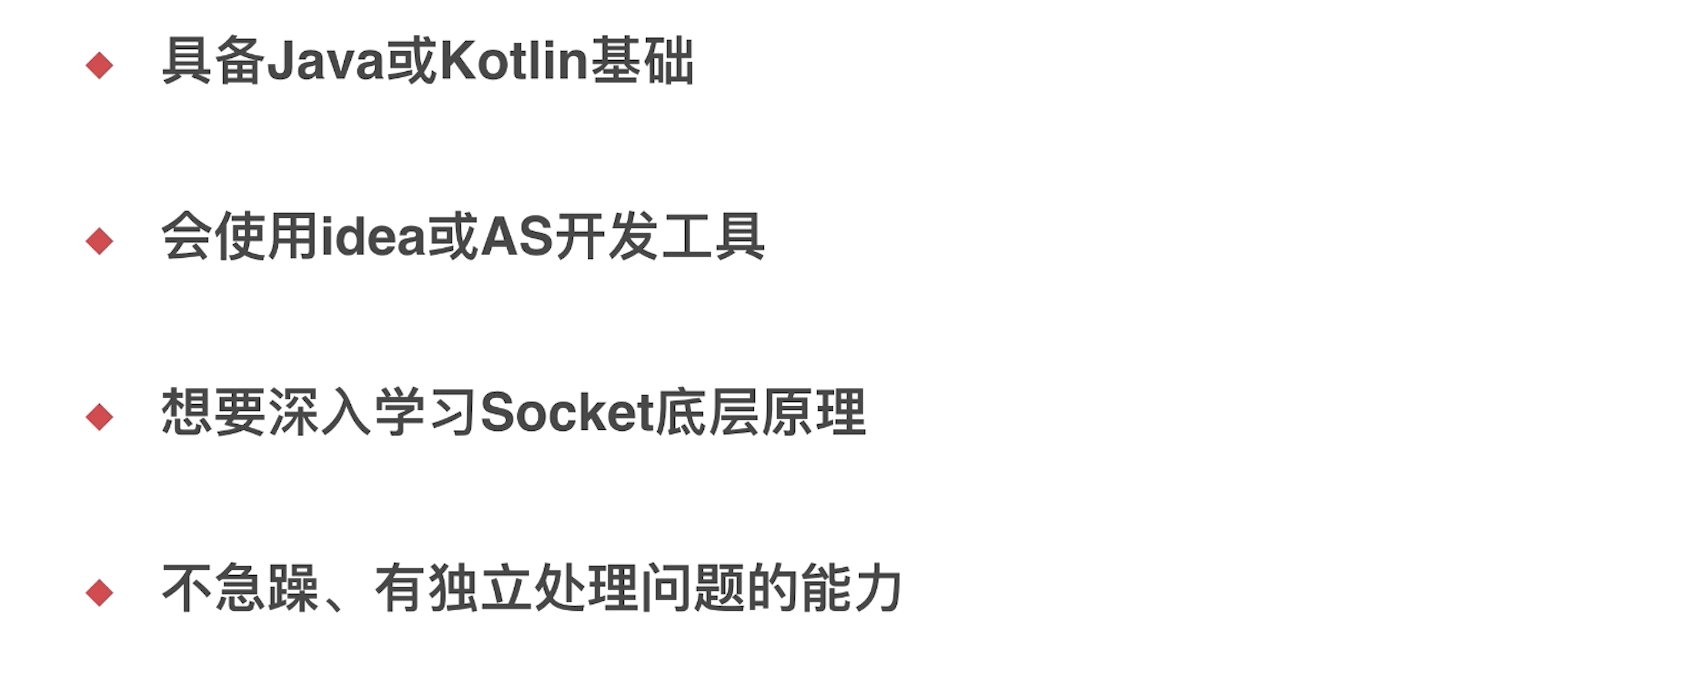 具备Java或Kotlin基础
会使用idea或AS开发工具
想要深入学习Socket底层原理
不急躁、有独立处理问题的能力